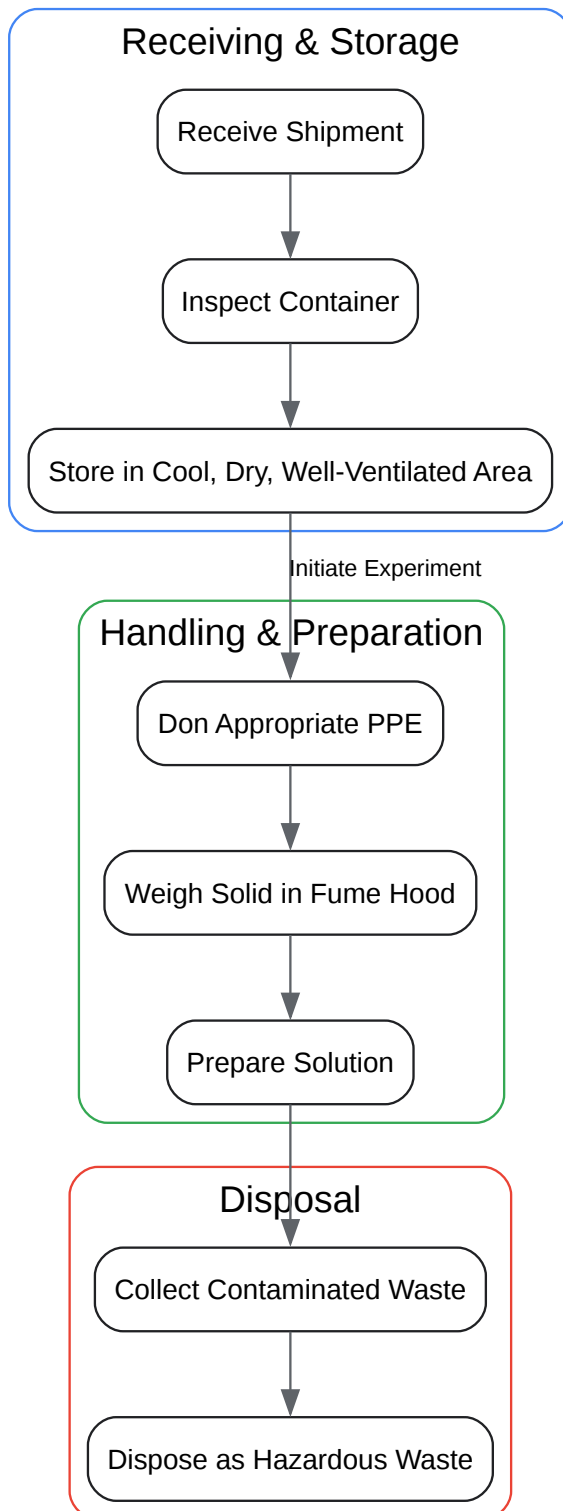 Receiving & Storage
Receive Shipment
Inspect Container
Store in Cool, Dry, Well-Ventilated Area
Initiate Experiment
Handling & Preparation
Don Appropriate PPE
Weigh Solid in Fume Hood
Prepare Solution
Disposal
Collect Contaminated Waste
Dispose as Hazardous Waste